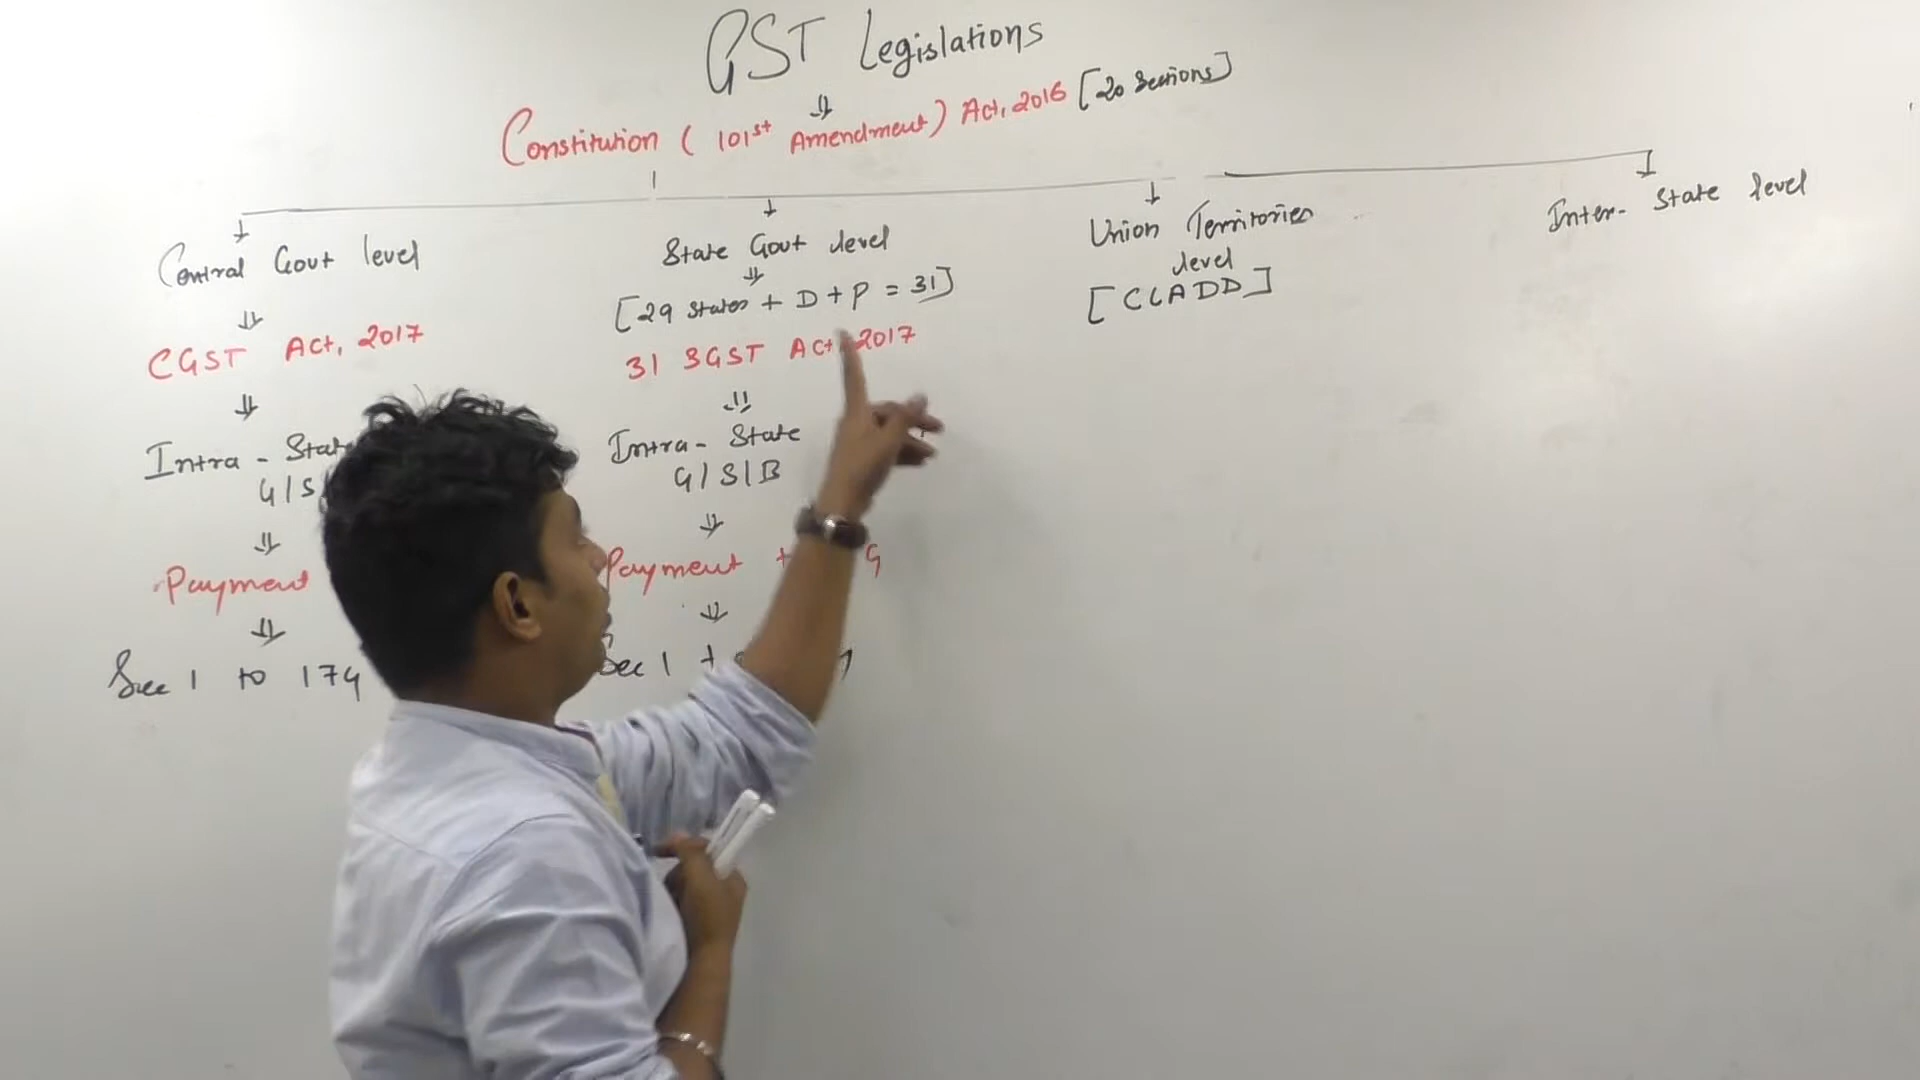 GST Legislations
Constitution (101st Amendment) Act, 2016 [20 Sections]
Central Govt level
CGST Act, 2017
Intra-State
G/S
Payment
Sec 1 to 174
State Govt level
[29 States + D + P = 31]
31 SGST Act 2017
Intra-State
G/S/B
Payment +
Sec 1
Union Territories
level
[CLADD]
Inter-State level